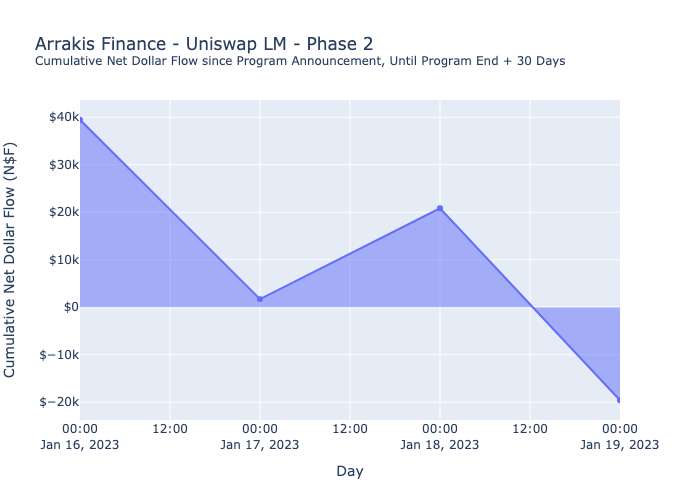 Arrakis Finance - Uniswap LM - Phase 2
Cumulative Net Dollar Flow since Program Announcement, Until Program End + 30 Days
Cumulative Net Dollar Flow (N$F)
$40k
$30k
$20k
$10k
$0
$−10k
$−20k
00:00 12:00 00:00 12:00 00:00 12:00 00:00
Jan 16, 2023 Jan 17, 2023 Jan 18, 2023 Jan 19, 2023
Day